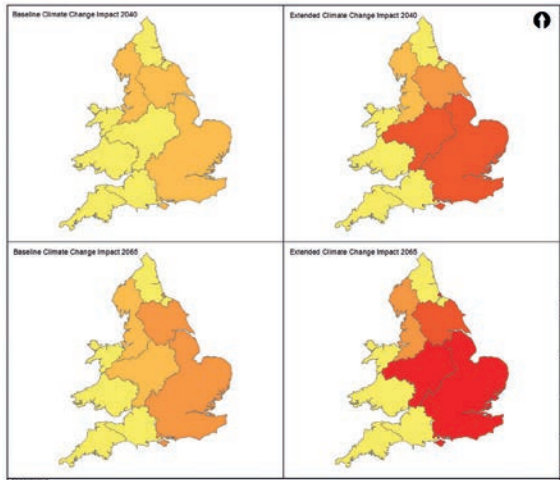 Baseline Climate Change Impact 2040
Extended Climate Change Impact 2040
Baseline Climate Change Impact 2065
Extended Climate Change Impact 2065